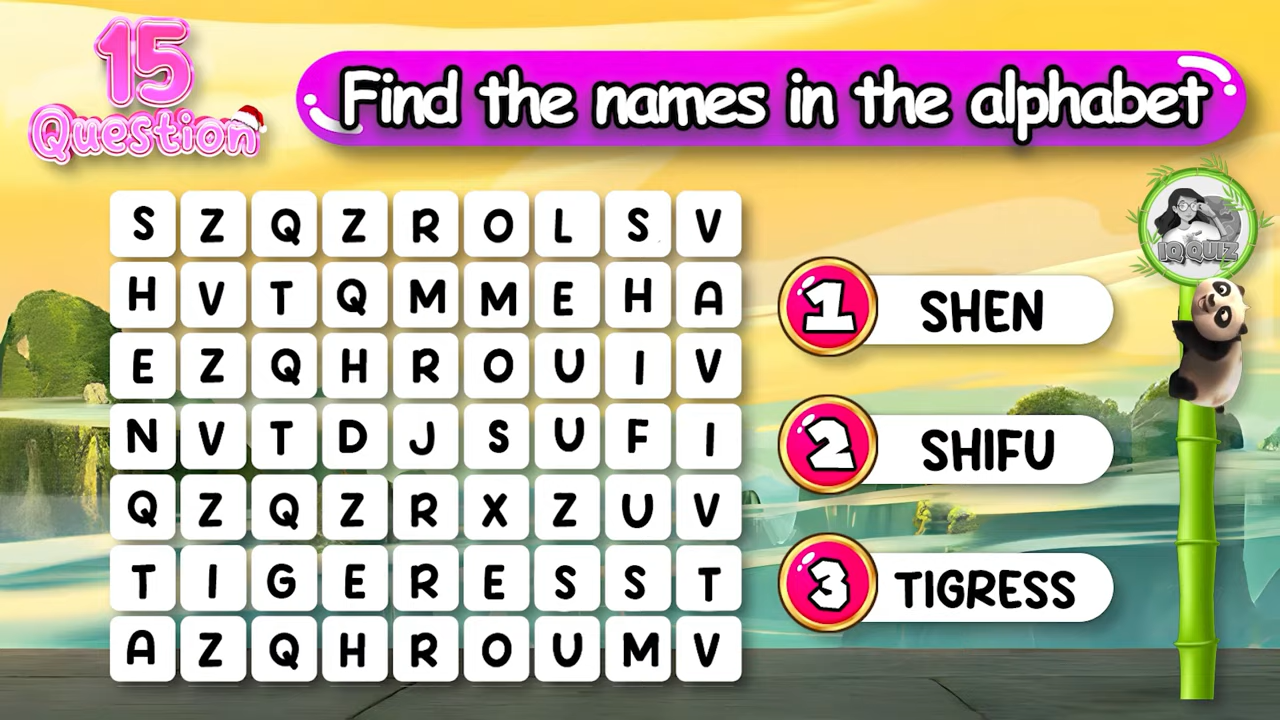 15
Question
Find the names in the alphabet
IQ QUIZ
S Z Q Z R O L S V
H V T Q M M E H A
E Z Q H R O U I V
N V T D J S U F I
Q Z Q Z R X Z U V
T I G E R E S S T
A Z Q H R O U M V
1 SHEN
2 SHIFU
3 TIGRESS